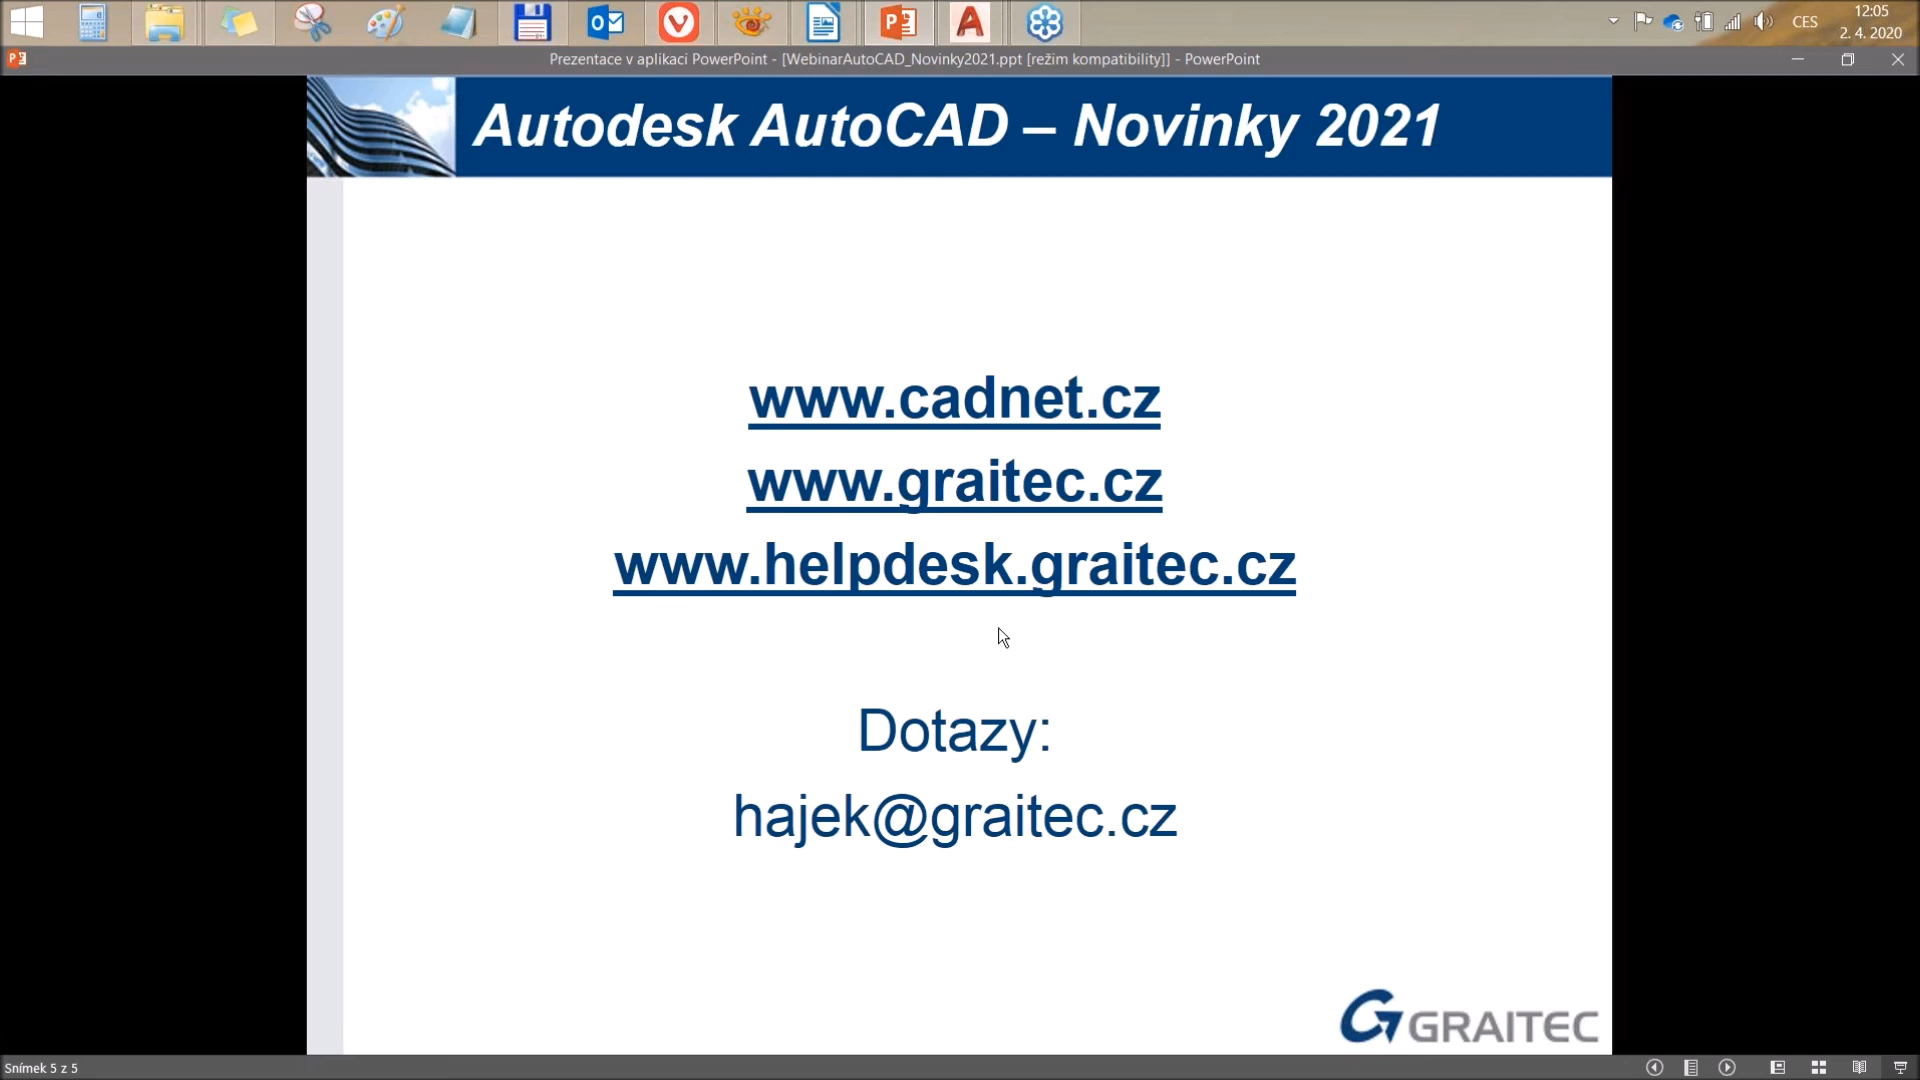 CES
12:05
2. 4. 2020
Prezentace v aplikaci PowerPoint - [WebinarAutoCAD_Novinky2021.ppt [režim kompatibility]] - PowerPoint
Autodesk AutoCAD – Novinky 2021
www.cadnet.cz
www.graitec.cz
www.helpdesk.graitec.cz
Dotazy:
hajek@graitec.cz
GRAITEC
Snímek 5 z 5